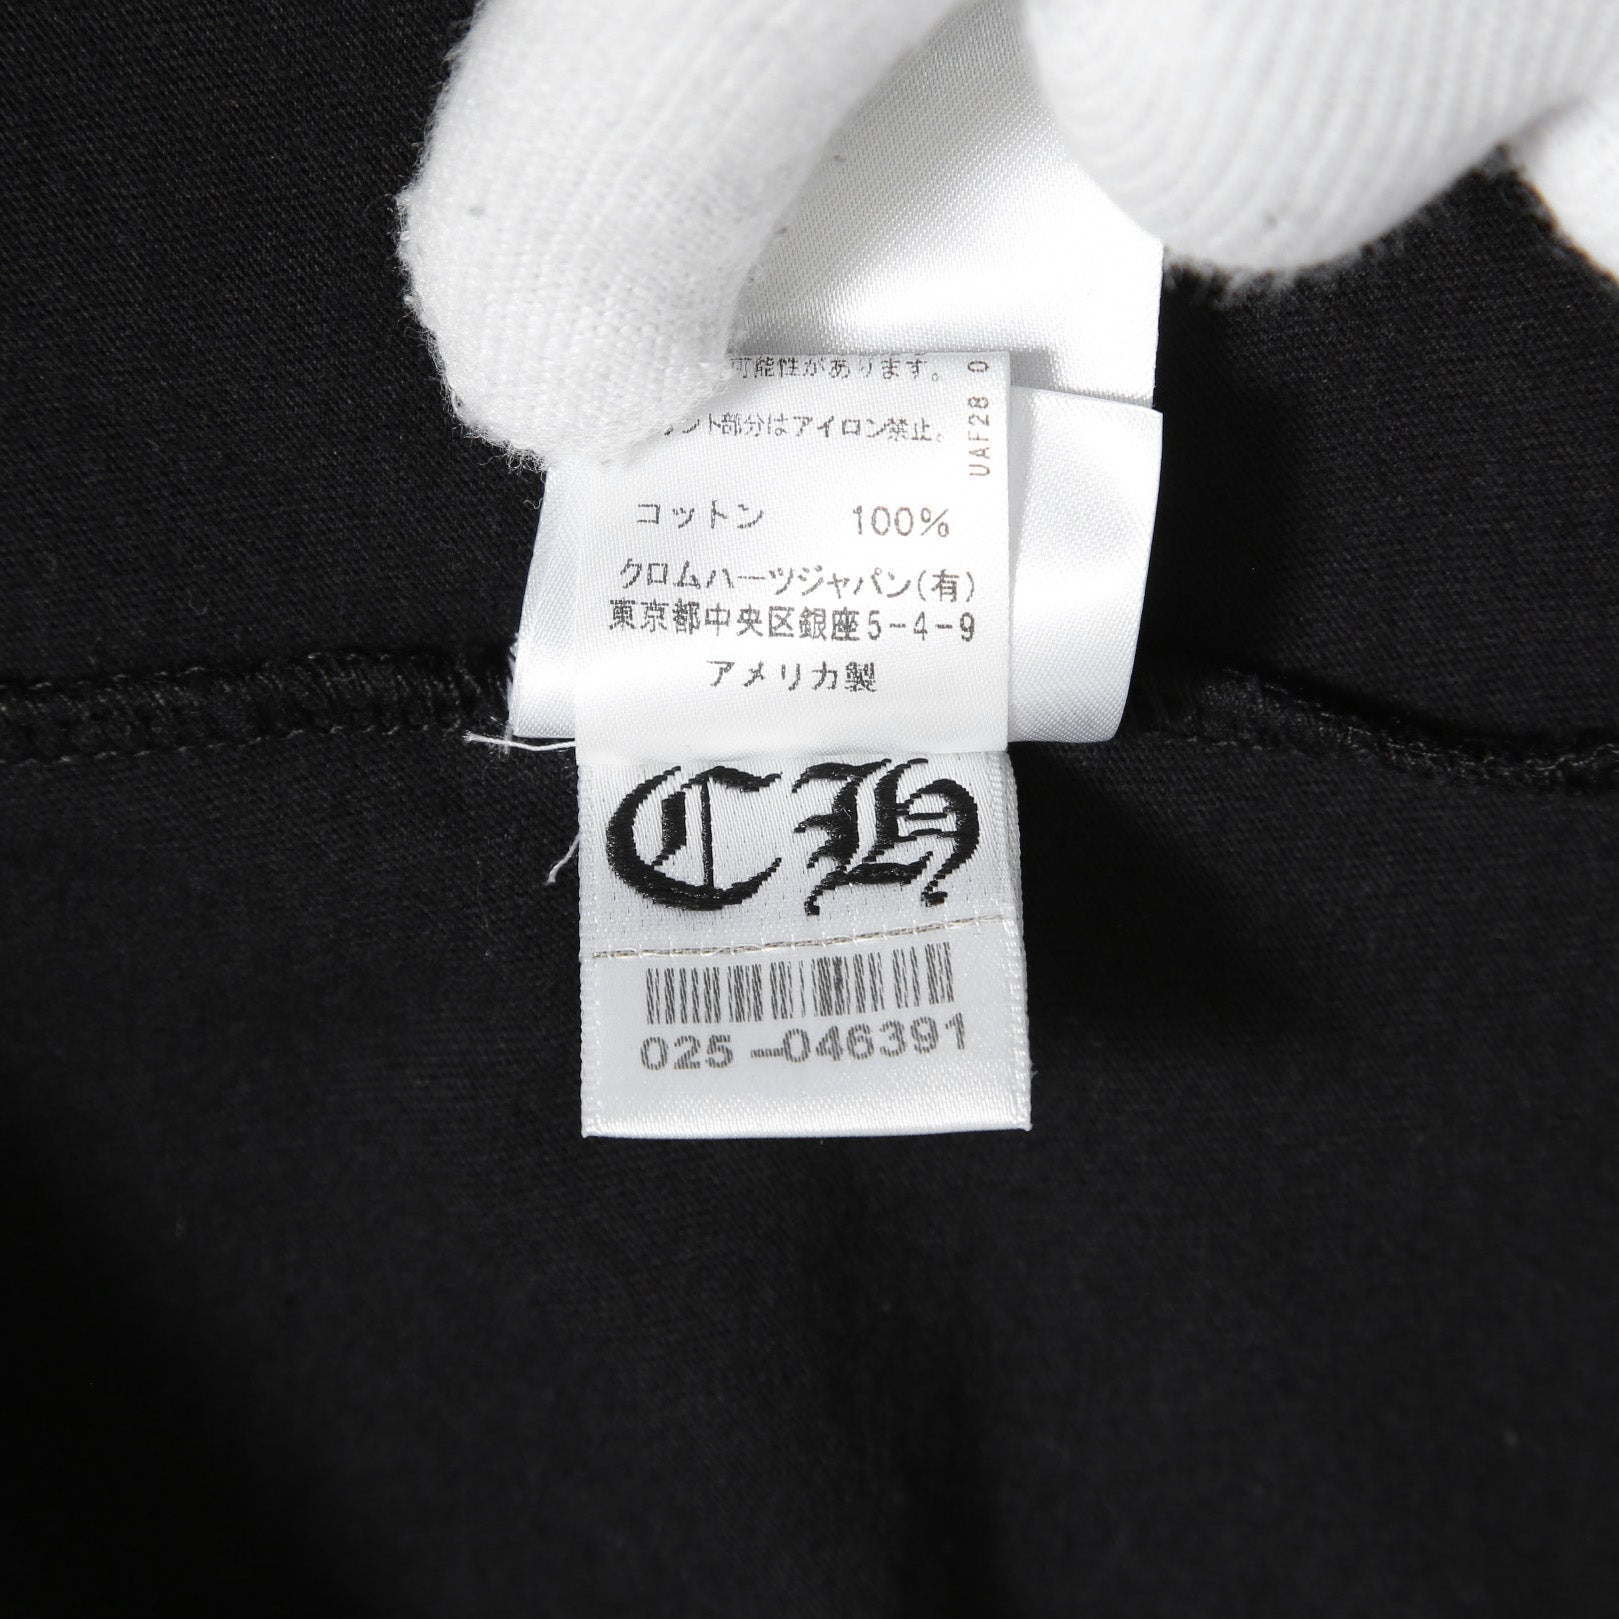 可能性があります。
ント部分はアイロン禁止。
UAF28 0
コットン 100%
クロムハーツジャパン(有)
東京都中央区銀座5-4-9
アメリカ製
CH
025-046391